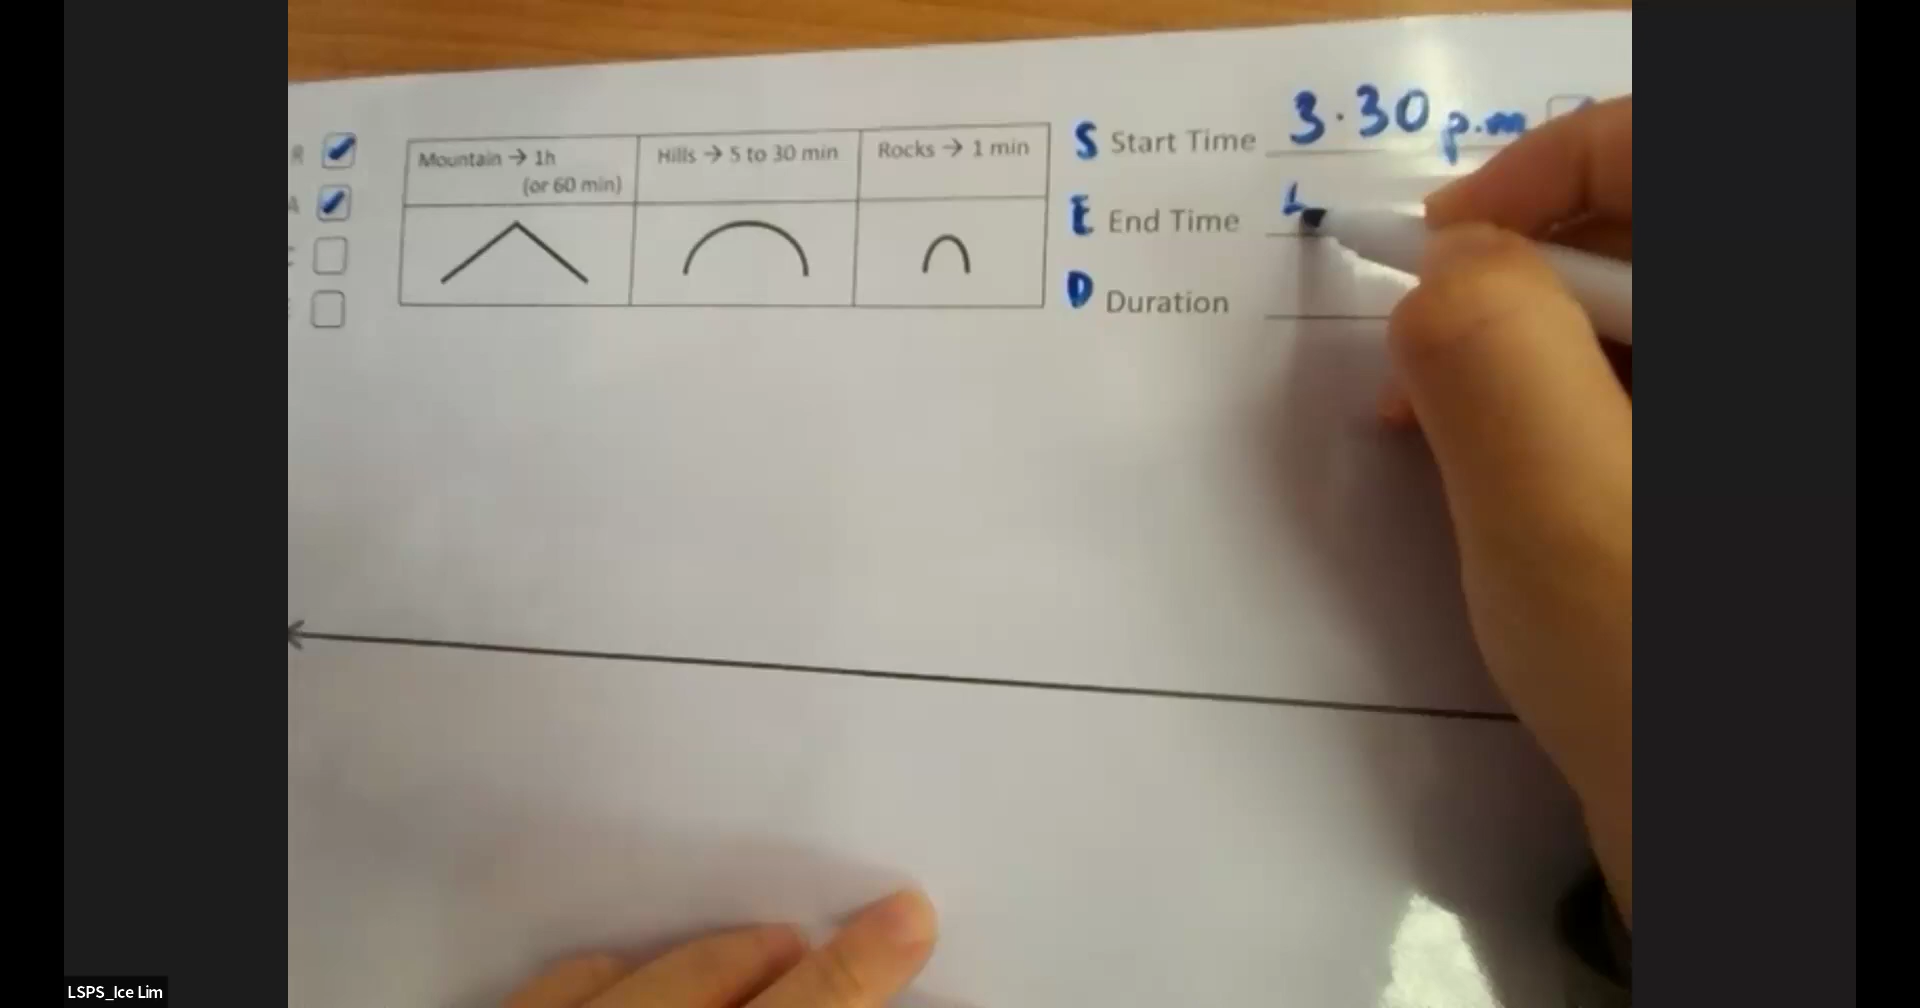 R
A
Mountain → 1h
(or 60 min)
Hills → 5 to 30 min
Rocks → 1 min
S Start Time 3.30 p.m
E End Time
D Duration
LSPS_Ice Lim